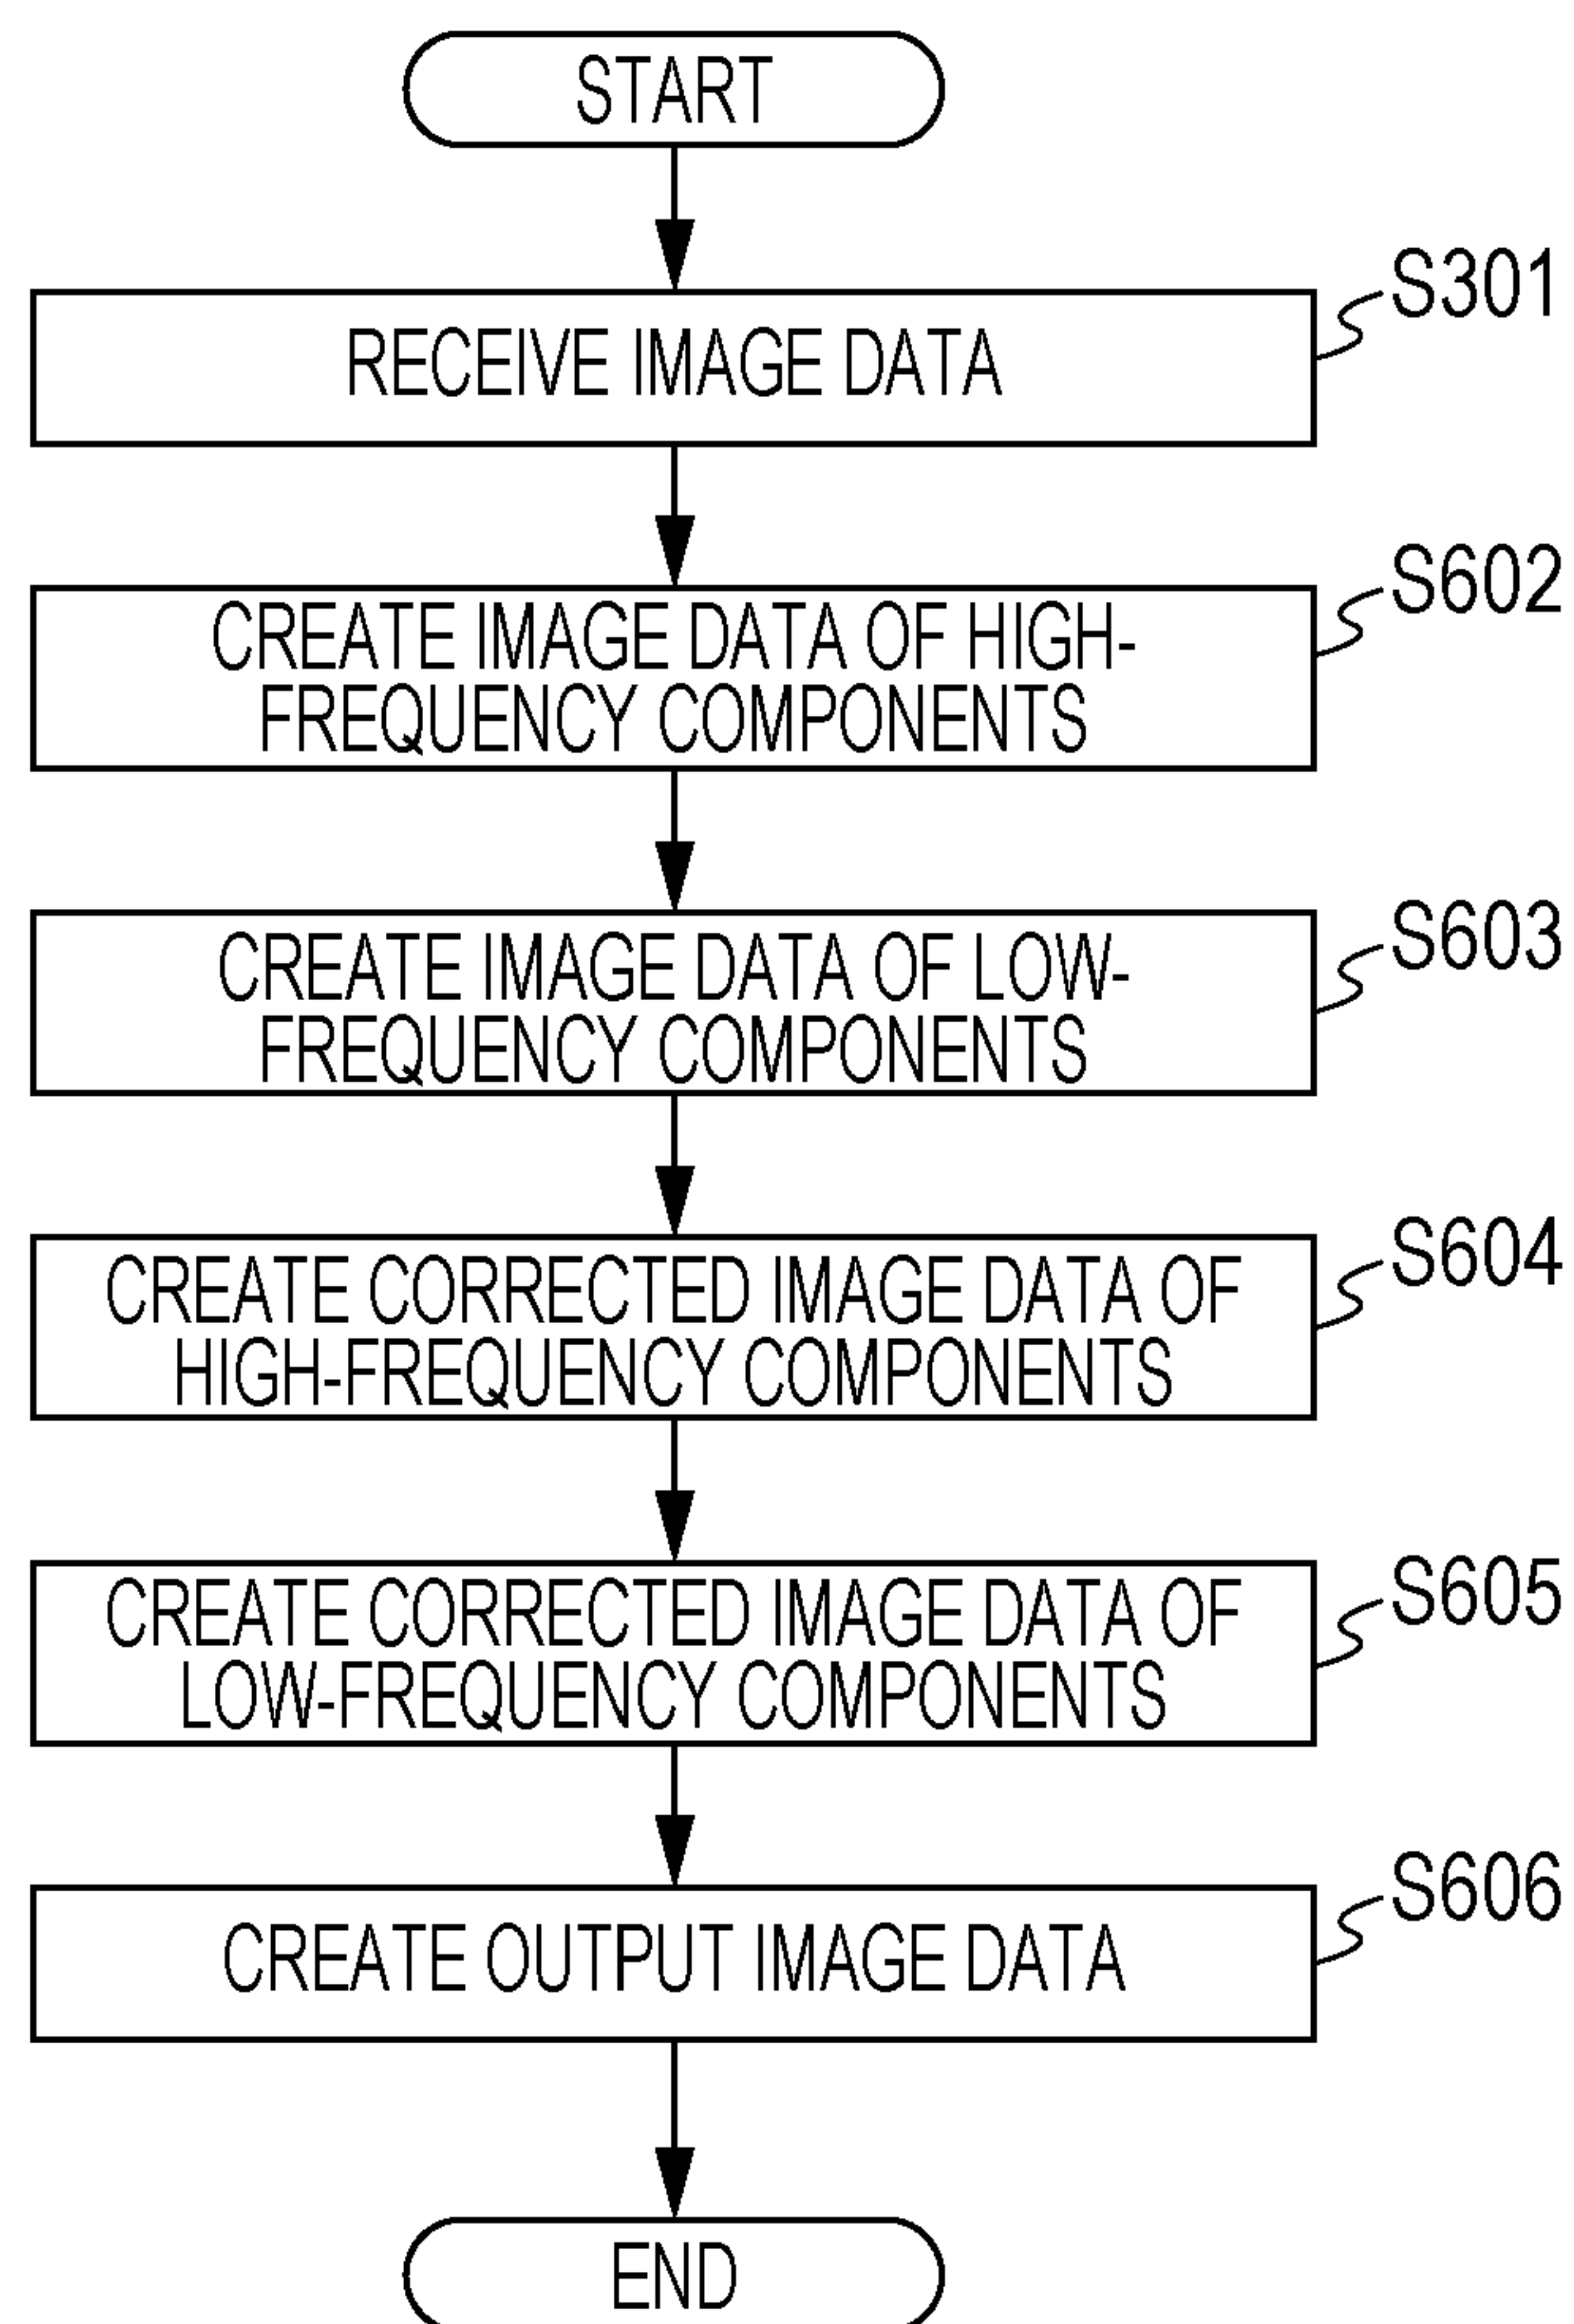 START
S301
RECEIVE IMAGE DATA
S602
CREATE IMAGE DATA OF HIGH-
FREQUENCY COMPONENTS
S603
CREATE IMAGE DATA OF LOW-
FREQUENCY COMPONENTS
S604
CREATE CORRECTED IMAGE DATA OF
HIGH-FREQUENCY COMPONENTS
S605
CREATE CORRECTED IMAGE DATA OF
LOW-FREQUENCY COMPONENTS
S606
CREATE OUTPUT IMAGE DATA
END